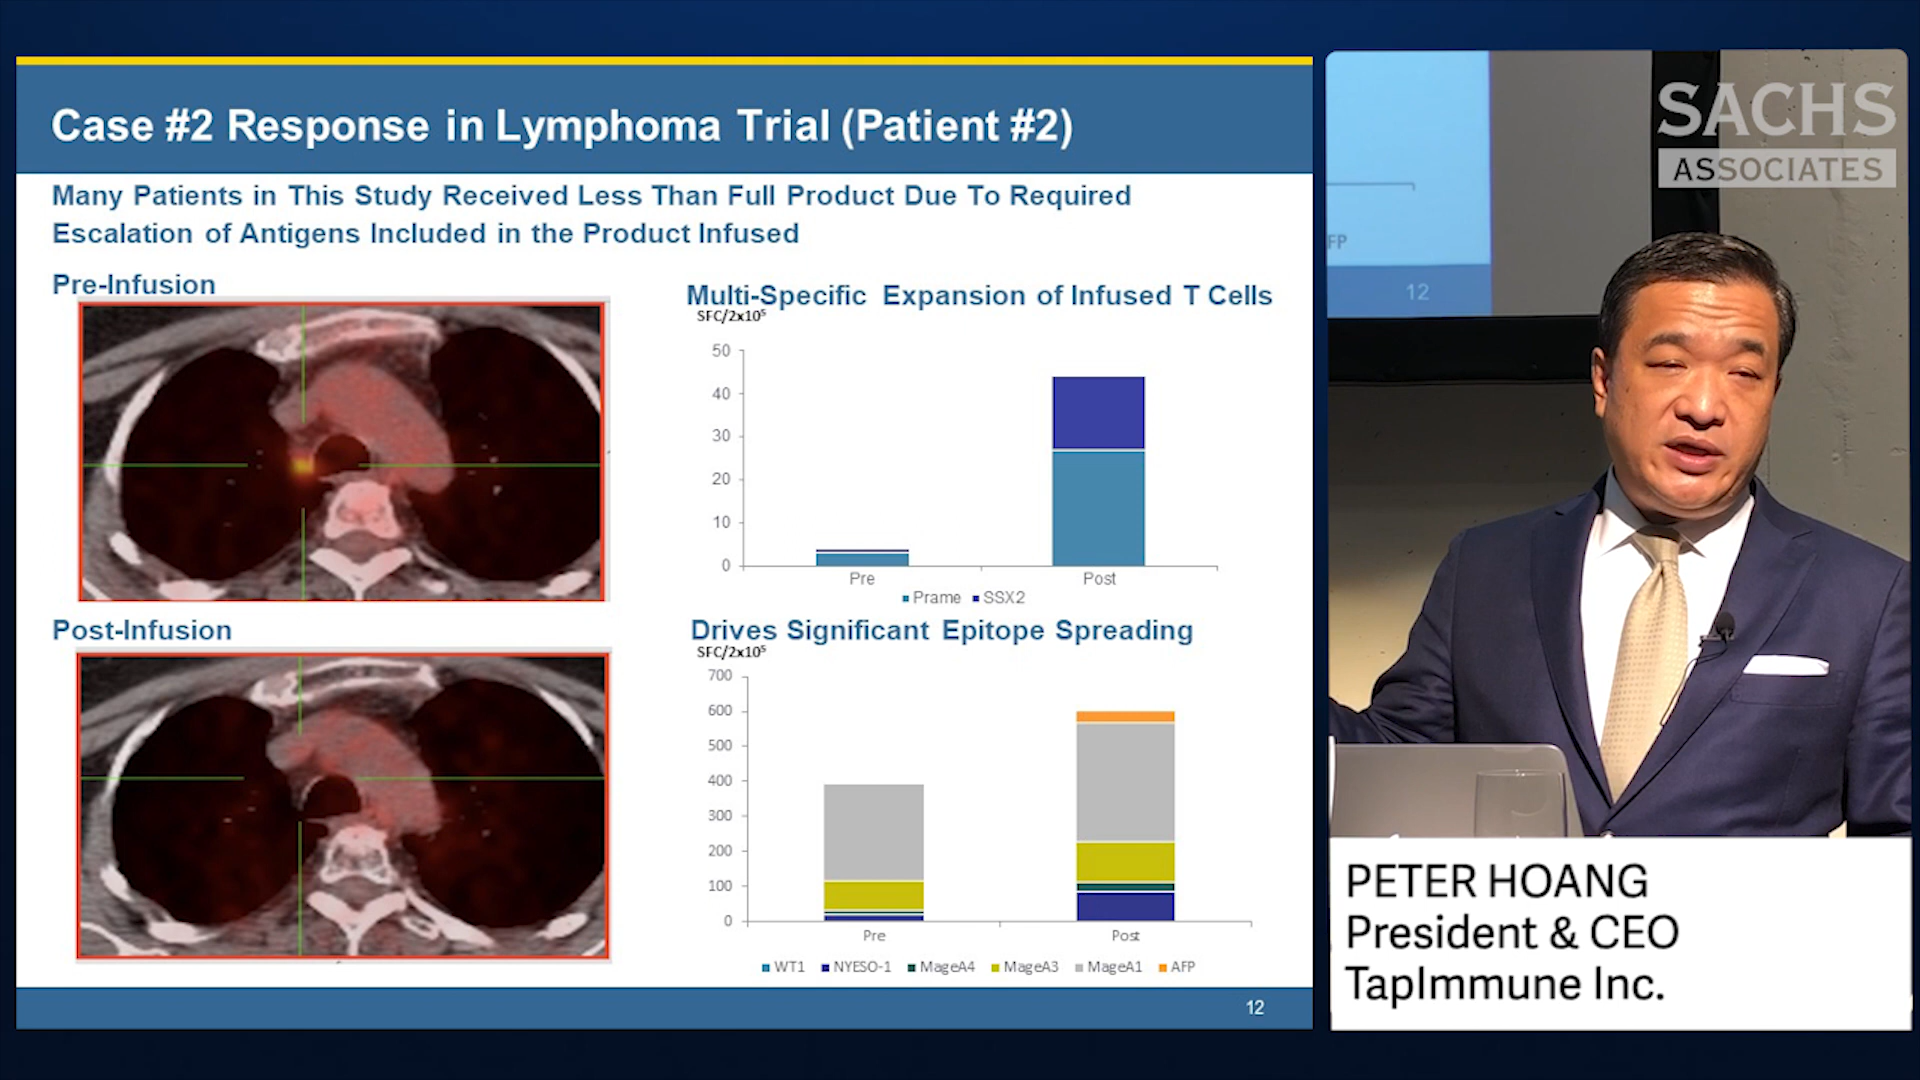 Case #2 Response in Lymphoma Trial (Patient #2)
Many Patients in This Study Received Less Than Full Product Due To Required
Escalation of Antigens Included in the Product Infused
Pre-Infusion
Post-Infusion
Multi-Specific Expansion of Infused T Cells
SFC/2x10⁵
50
40
30
20
10
0
Pre Post
Prame SSX2
Drives Significant Epitope Spreading
SFC/2x10⁵
700
600
500
400
300
200
100
0
Pre Post
WT1 NYESO-1 MageA4 MageA3 MageA1 AFP
12
FP
12
SACHS
ASSOCIATES
PETER HOANG
President & CEO
TapImmune Inc.